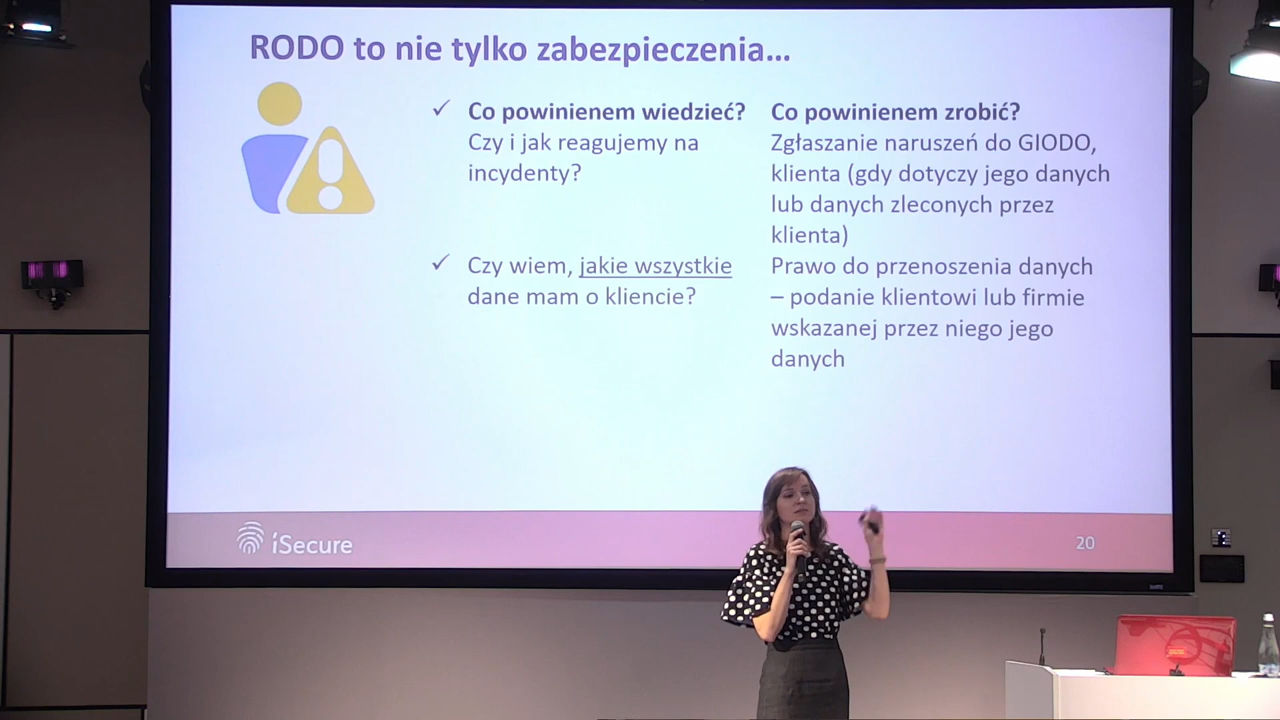 RODO to nie tylko zabezpieczenia...
✓ Co powinienem wiedzieć?
Czy i jak reagujemy na
incydenty?
Co powinienem zrobić?
Zgłaszanie naruszeń do GIODO,
klienta (gdy dotyczy jego danych
lub danych zleconych przez
klienta)
✓ Czy wiem, jakie wszystkie
dane mam o kliencie?
Prawo do przenoszenia danych
– podanie klientowi lub firmie
wskazanej przez niego jego
danych
iSecure
20